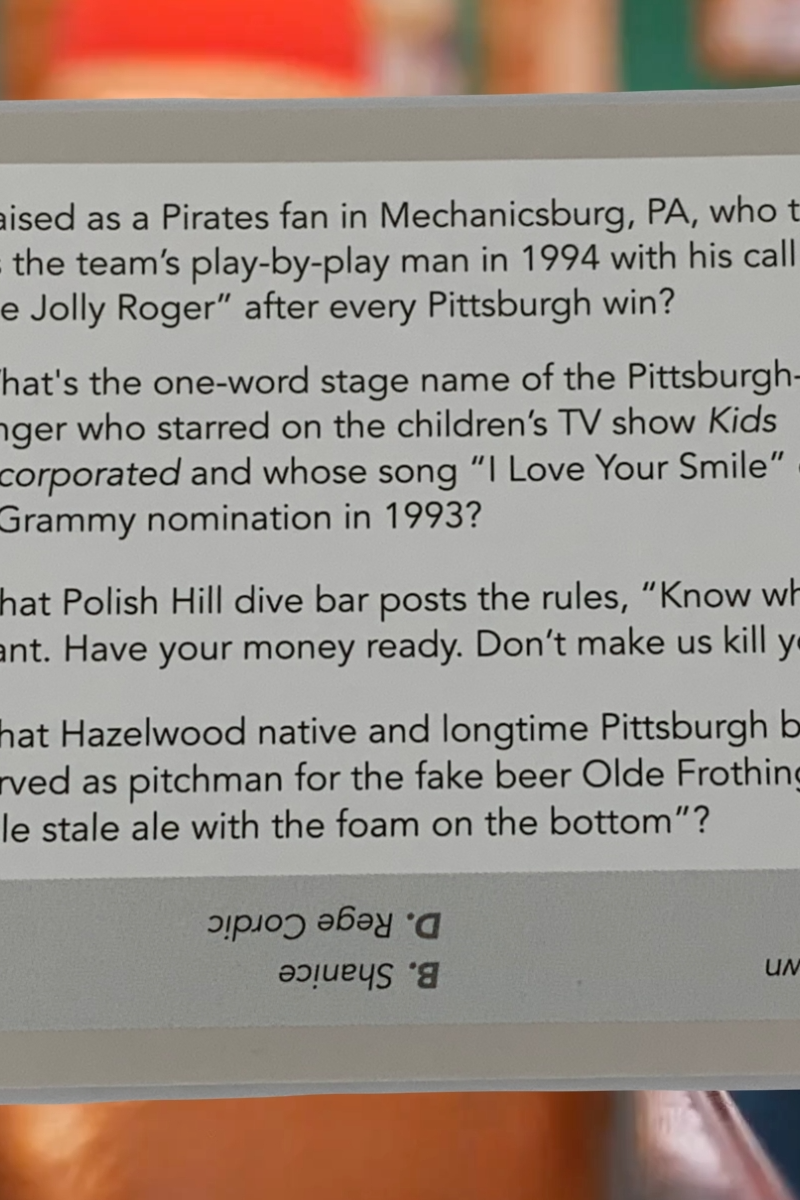 aised as a Pirates fan in Mechanicsburg, PA, who t
s the team's play-by-play man in 1994 with his call
e Jolly Roger" after every Pittsburgh win?
hat's the one-word stage name of the Pittsburgh-
nger who starred on the children's TV show Kids
corporated and whose song "I Love Your Smile"
Grammy nomination in 1993?
hat Polish Hill dive bar posts the rules, "Know wh
ant. Have your money ready. Don't make us kill yo
hat Hazelwood native and longtime Pittsburgh b
rved as pitchman for the fake beer Olde Frothing
le stale ale with the foam on the bottom"?
B. Shanice
D. Rege Cordic
wn